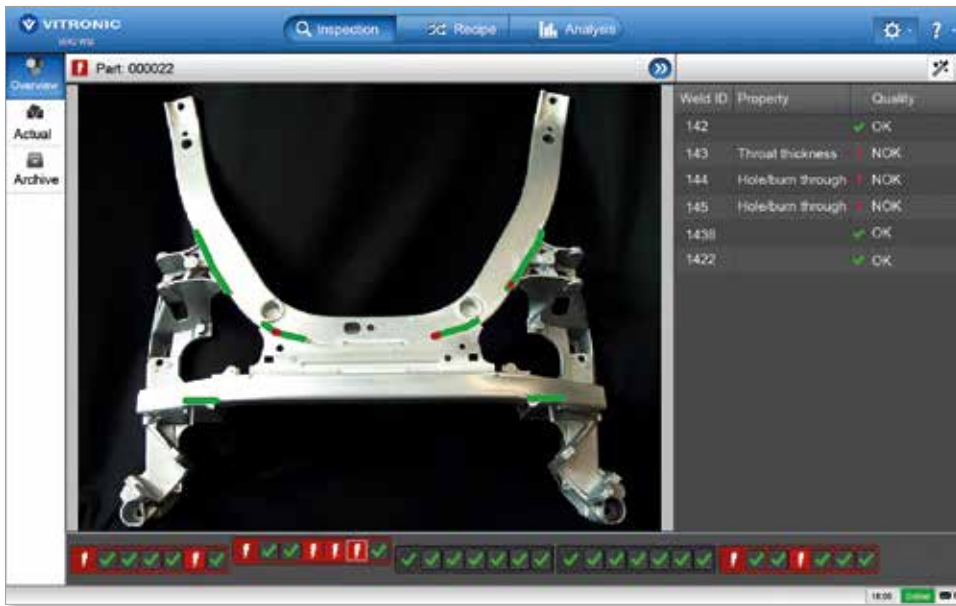 VITRONIC
Inspection
Recipe
Analysis
?
Overview
Actual
Archive
Part: 000022
Weld ID Property Quality
142 OK
143 Throat thickness NOK
144 Hole/burn through NOK
145 Hole/burn through NOK
1438 OK
1422 OK